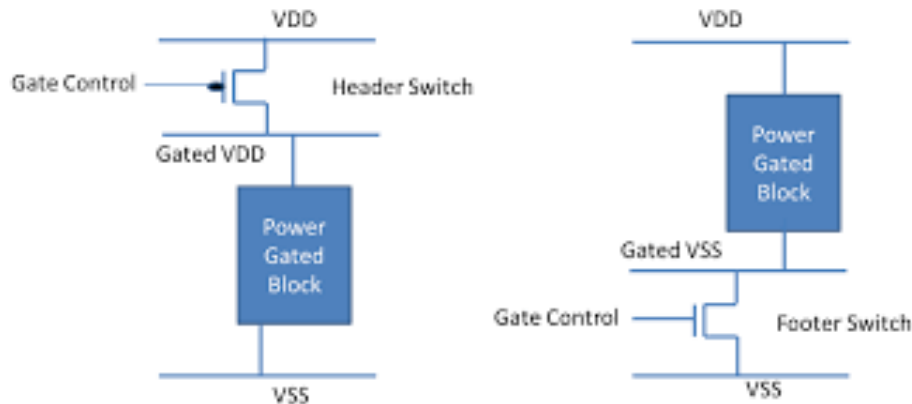 VDD
Gate Control
Header Switch
Gated VDD
Power
Gated
Block
VSS
VDD
Power
Gated
Block
Gated VSS
Gate Control
Footer Switch
VSS